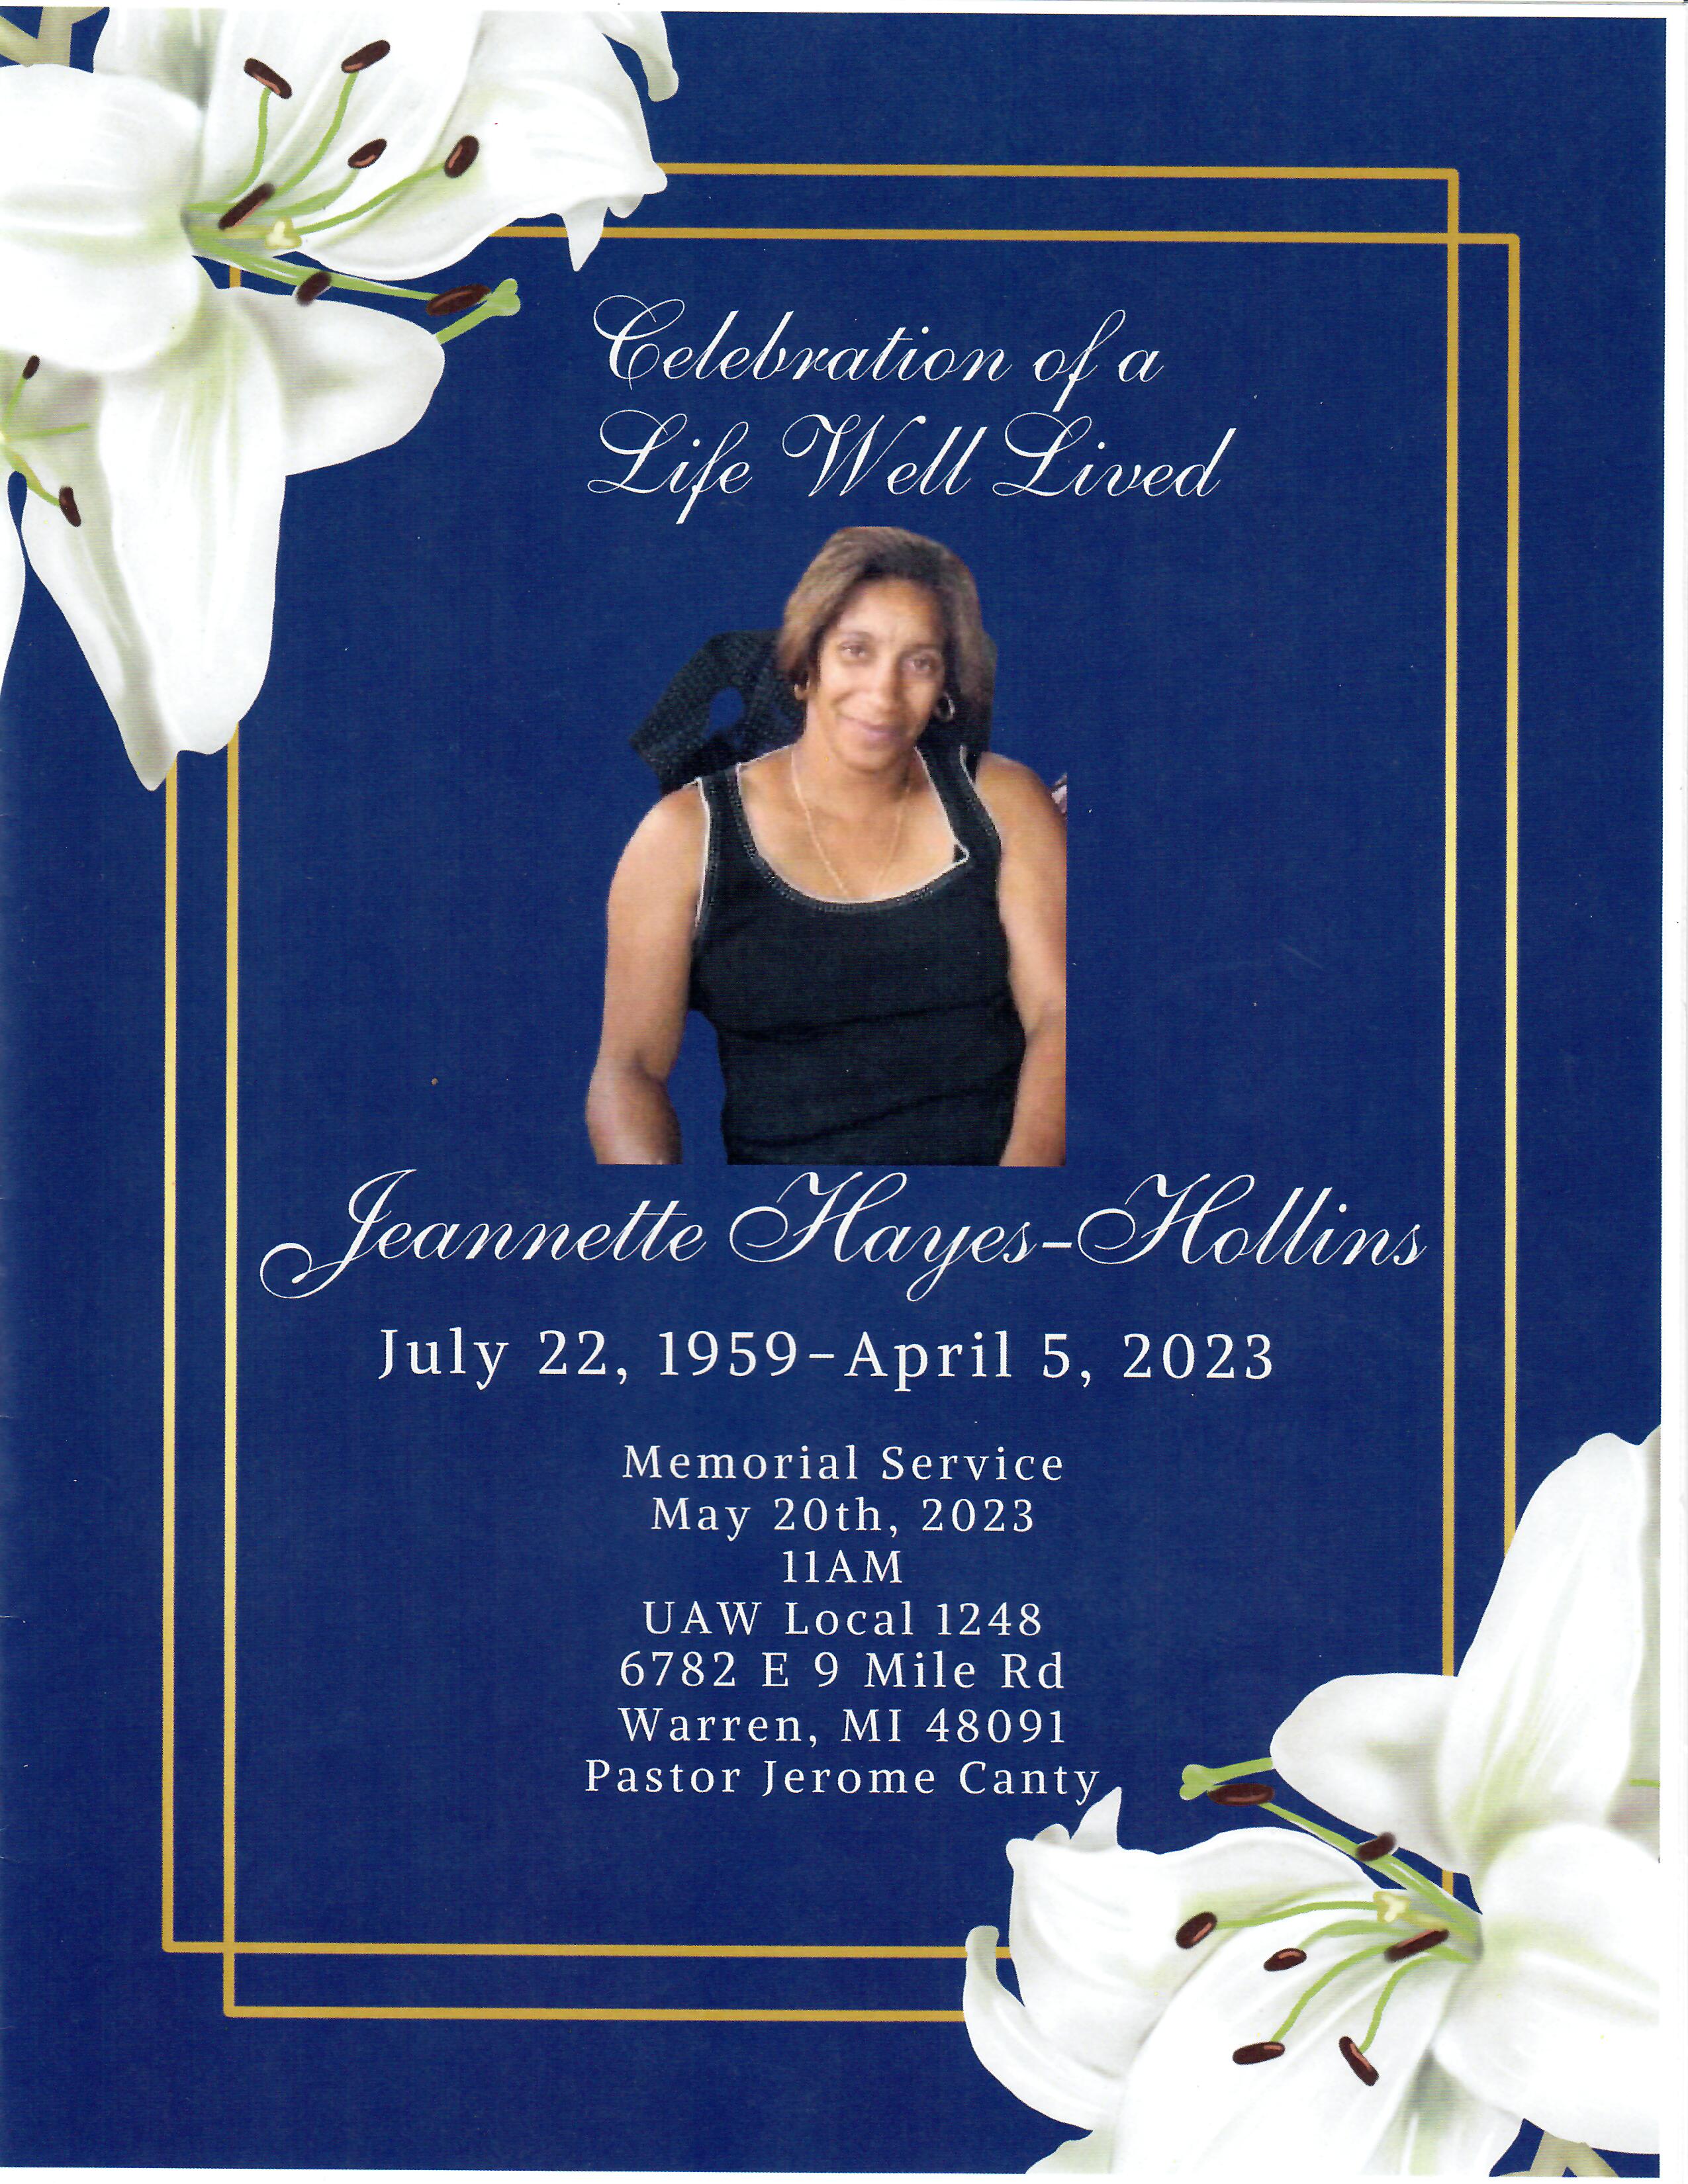 Celebration of a
Life Well Lived
Jeannette Hayes-Hollins
July 22, 1959-April 5, 2023
Memorial Service
May 20th, 2023
11AM
UAW Local 1248
6782 E 9 Mile Rd
Warren, MI 48091
Pastor Jerome Canty